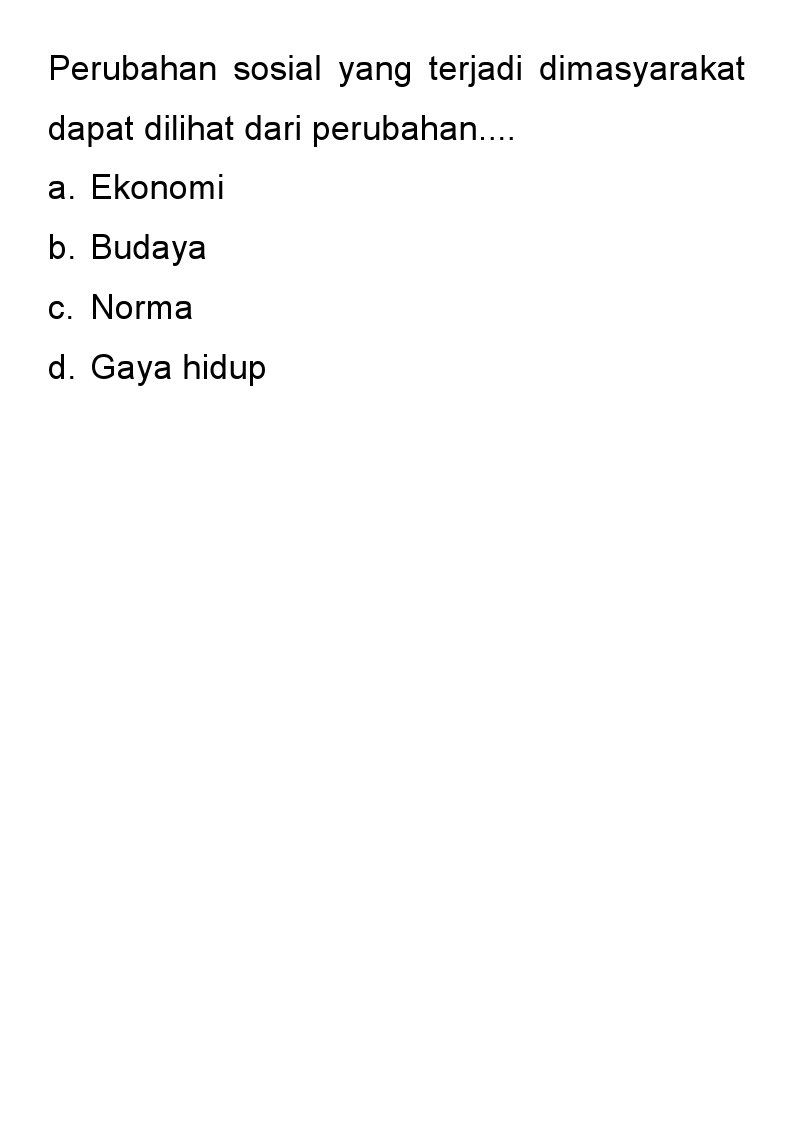 Perubahan sosial yang terjadi dimasyarakat
dapat dilihat dari perubahan....
a. Ekonomi
b. Budaya
c. Norma
d. Gaya hidup